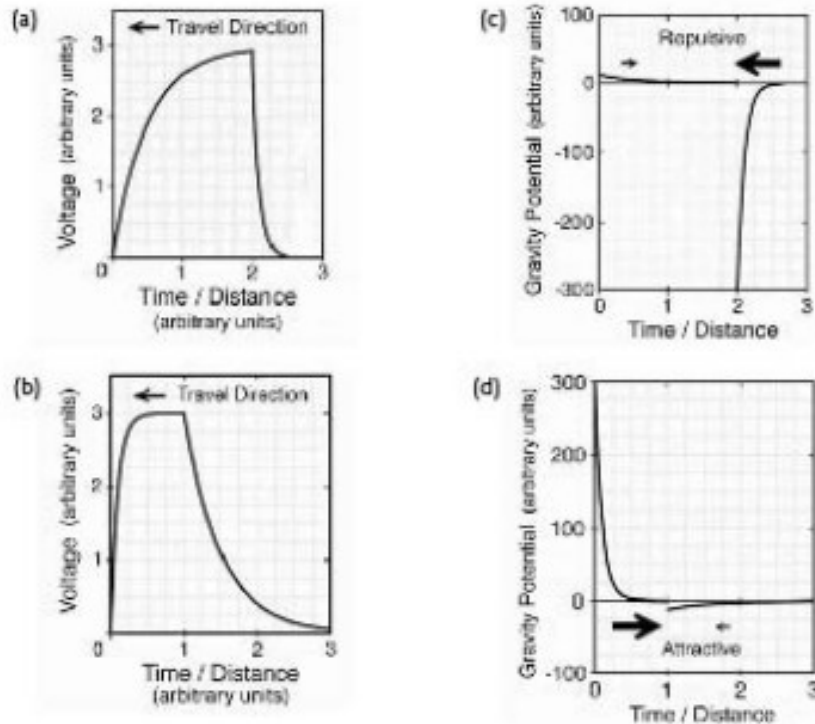 (a)
Travel Direction
3
2
1
0
Voltage (arbitrary units)
0
1
2
3
Time / Distance
(arbitrary units)
(b)
Travel Direction
3
2
1
0
Voltage (arbitrary units)
1
2
3
Time / Distance
(arbitrary units)
(c)
100
0
-100
-200
-300
Gravity Potential (arbitrary units)
Repulsive
0
1
2
3
Time / Distance
(d)
300
200
100
0
-100
Gravity Potential (arbitrary units)
Attractive
0
1
2
3
Time / Distance